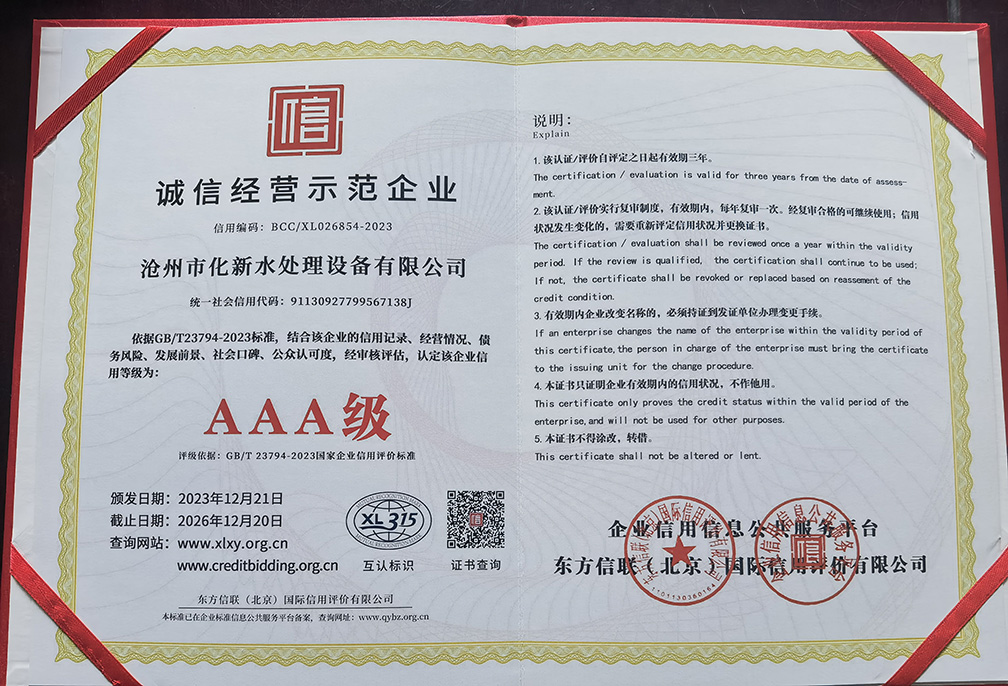 信
诚信经营示范企业
信用编码：BCC/XL026854-2023
沧州市化新水处理设备有限公司
统一社会信用代码：91130927799567138J
依据GB/T23794-2023标准，结合该企业的信用记录、经营情况、债
务风险、发展前景、社会口碑、公众认可度，经审核评估，认定该企业信
用等级为：
AAA级
评级依据：GB/T 23794-2023国家企业信用评价标准
颁发日期：2023年12月21日
截止日期：2026年12月20日
查询网站：www.xlxy.org.cn
www.creditbidding.org.cn
XL 315
互认标识
证书查询
东方信联（北京）国际信用评价有限公司
本标准已在企业标准信息公共服务平台备案，查询网址：www.qybz.org.cn
说明：
Explain
1. 该认证/评价自评定之日起有效期三年。
The certification / evaluation is valid for three years from the date of assess-
ment.
2. 该认证/评价实行复审制度，有效期内，每年复审一次。经复审合格的可继续使用；信用
状况发生变化的，需要重新评定信用状况并更换证书。
The certification / evaluation shall be reviewed once a year within the validity
period. If the review is qualified, the certification shall continue to be used;
If not, the certificate shall be revoked or replaced based on reassement of the
credit condition.
3. 有效期内企业改变名称的，必须持证到发证单位办理变更手续。
If an enterprise changes the name of the enterprise within the validity period of
this certificate,the person in charge of the enterprise must bring the certificate
to the issuing unit for the change procedure.
4. 本证书只证明企业有效期内的信用状况，不作他用。
This certificate only proves the credit status within the valid period of the
enterprise,and will not be used for other purposes.
5. 本证书不得涂改，转借。
This certificate shall not be altered or lent.
企业信用信息公共服务平台
东方信联（北京）国际信用评价有限公司
1101130360164